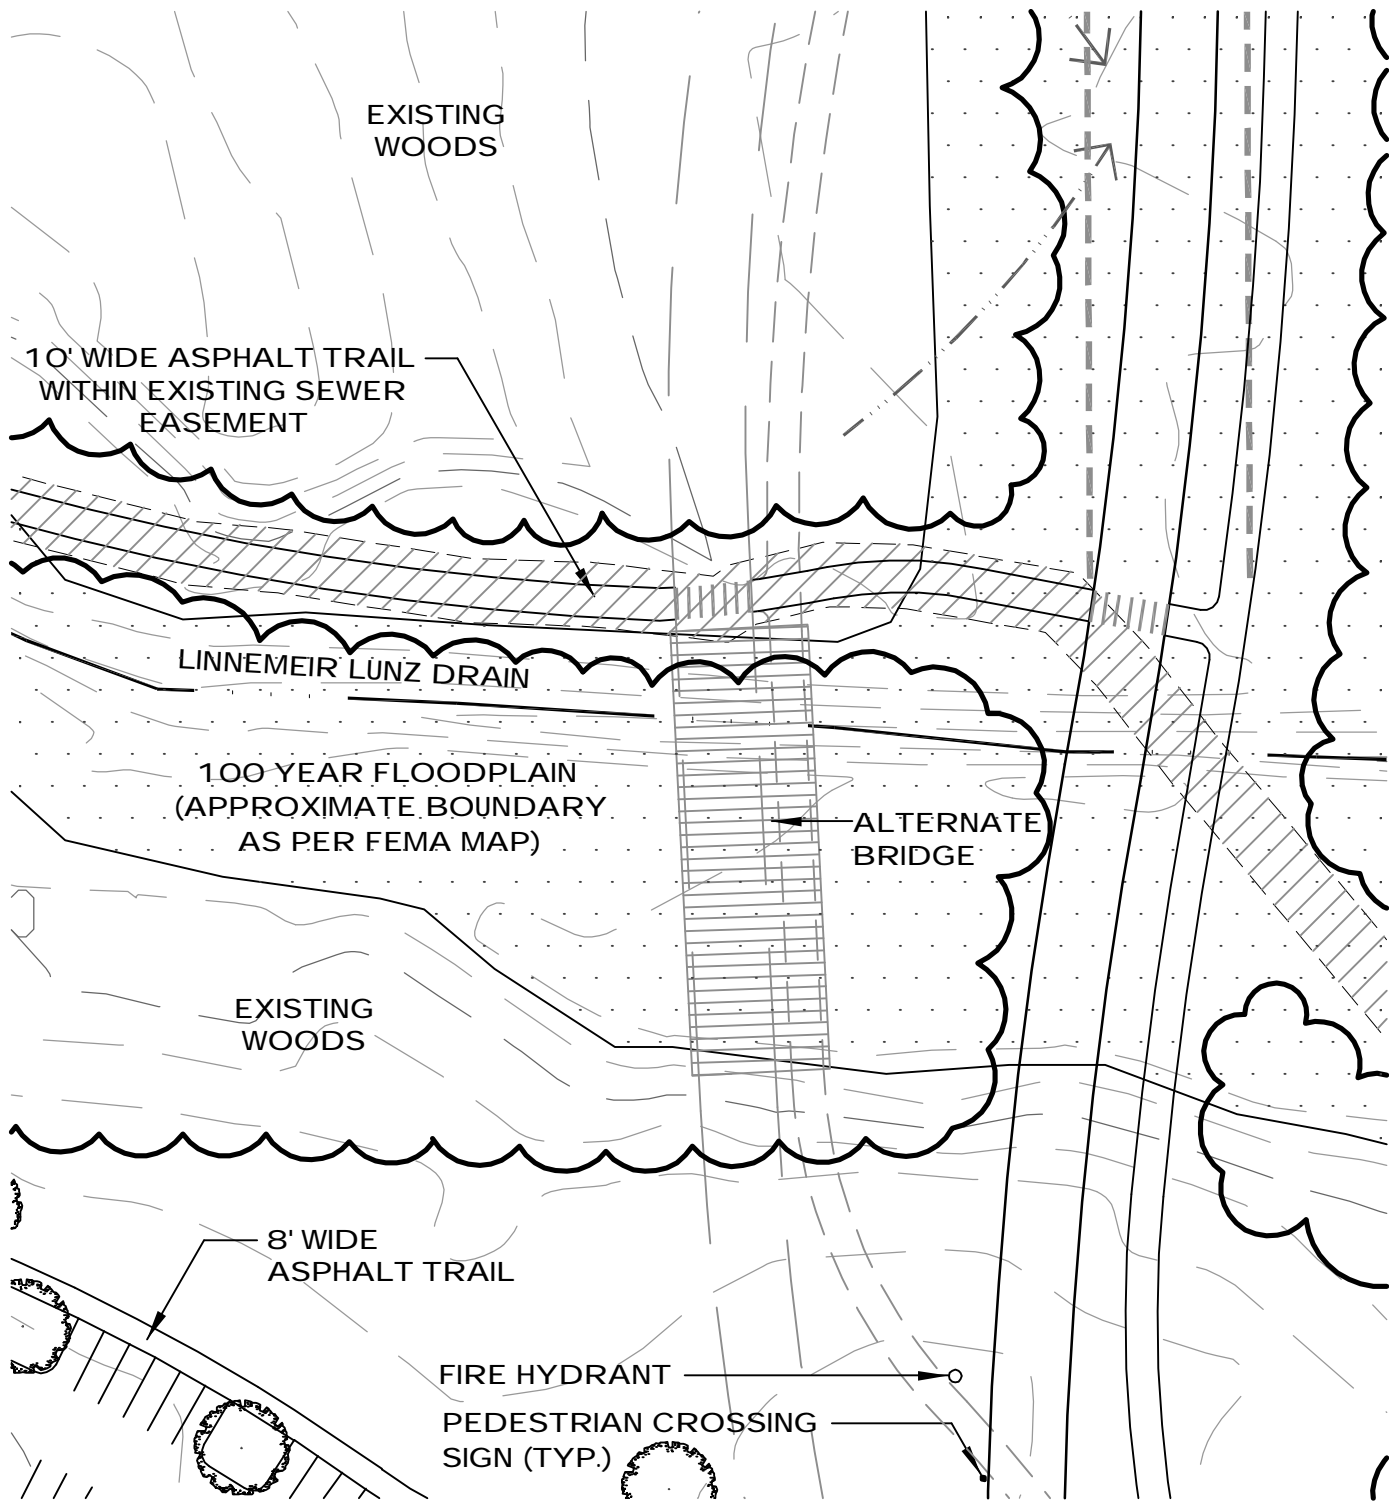 EXISTING
WOODS
10' WIDE ASPHALT TRAIL
WITHIN EXISTING SEWER
EASEMENT
LINNEMEIR LUNZ DRAIN
100 YEAR FLOODPLAIN
(APPROXIMATE BOUNDARY
AS PER FEMA MAP)
ALTERNATE
BRIDGE
EXISTING
WOODS
8' WIDE
ASPHALT TRAIL
FIRE HYDRANT
PEDESTRIAN CROSSING
SIGN (TYP.)